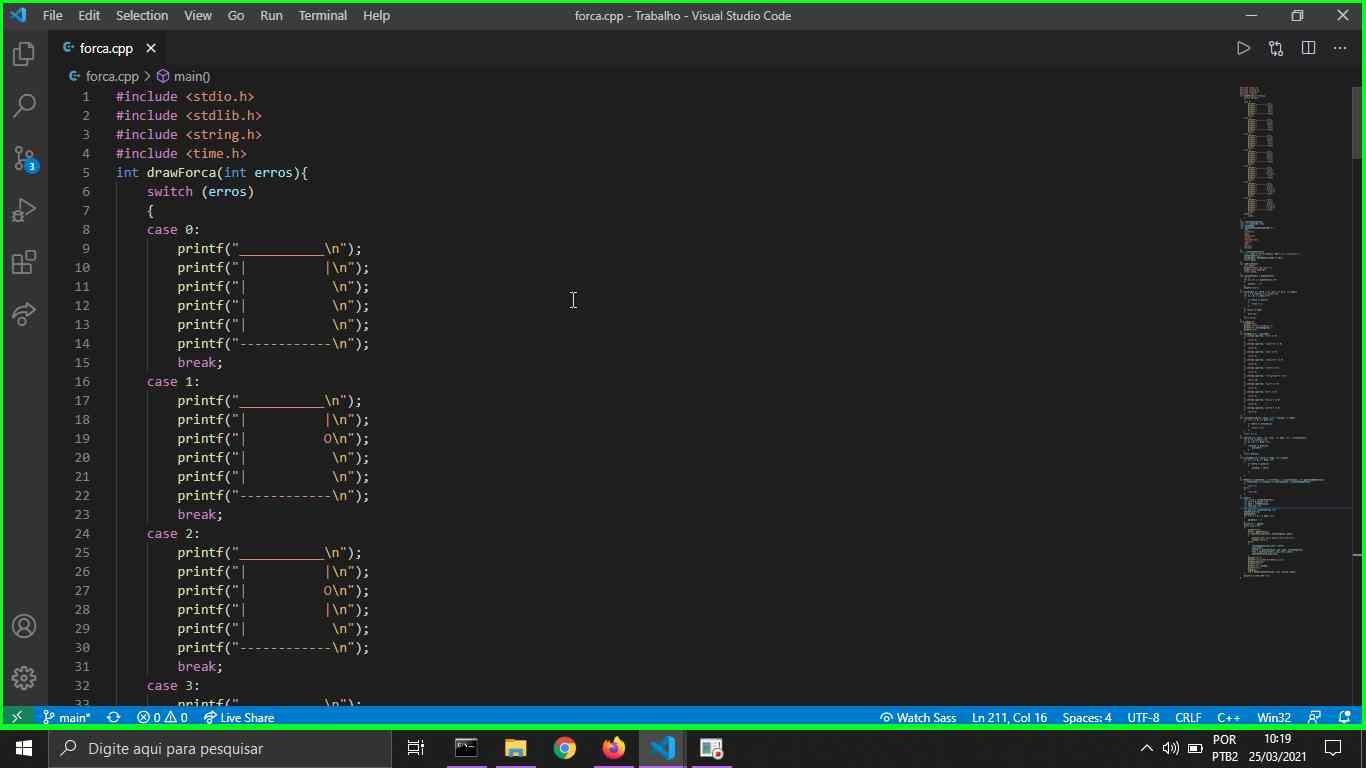 File Edit Selection View Go Run Terminal Help forca.cpp - Trabalho - Visual Studio Code
forca.cpp
forca.cpp > main()
1 #include <stdio.h>
2 #include <stdlib.h>
3 #include <string.h>
4 #include <time.h>
5 int drawForca(int erros){
6     switch (erros)
7     {
8     case 0:
9         printf("___________\n");
10         printf("|          |\n");
11         printf("|           \n");
12         printf("|           \n");
13         printf("|           \n");
14         printf("------------\n");
15         break;
16     case 1:
17         printf("___________\n");
18         printf("|          |\n");
19         printf("|          O\n");
20         printf("|           \n");
21         printf("|           \n");
22         printf("------------\n");
23         break;
24     case 2:
25         printf("___________\n");
26         printf("|          |\n");
27         printf("|          O\n");
28         printf("|          |\n");
29         printf("|           \n");
30         printf("------------\n");
31         break;
32     case 3:
33         printf("___________\n");
3
main* 0 0 Live Share Watch Sass Ln 211, Col 16 Spaces: 4 UTF-8 CRLF C++ Win32
Digite aqui para pesquisar
POR 10:19
PTB2 25/03/2021